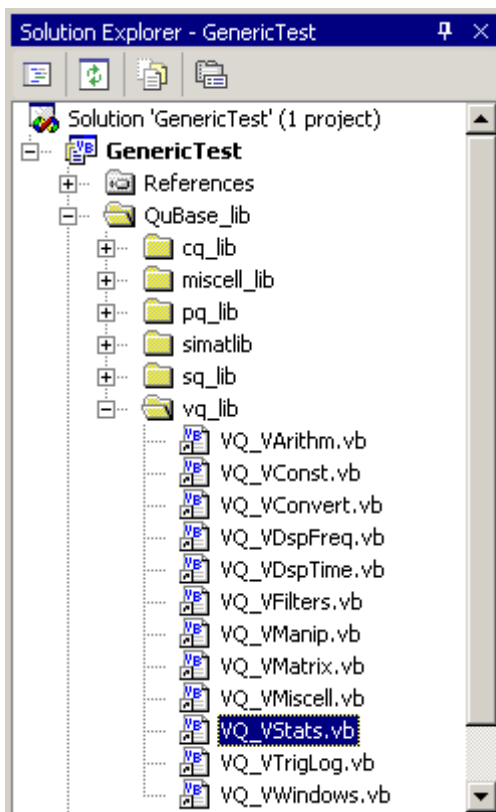 Solution Explorer - GenericTest
Solution 'GenericTest' (1 project)
GenericTest
References
QuBase_lib
cq_lib
miscell_lib
pq_lib
simatlib
sq_lib
vq_lib
VQ_VArithm.vb
VQ_VConst.vb
VQ_VConvert.vb
VQ_VDspFreq.vb
VQ_VDspTime.vb
VQ_VFilters.vb
VQ_VManip.vb
VQ_VMatrix.vb
VQ_VMiscell.vb
VQ_VStats.vb
VQ_VTrigLog.vb
VQ_VWindows.vb